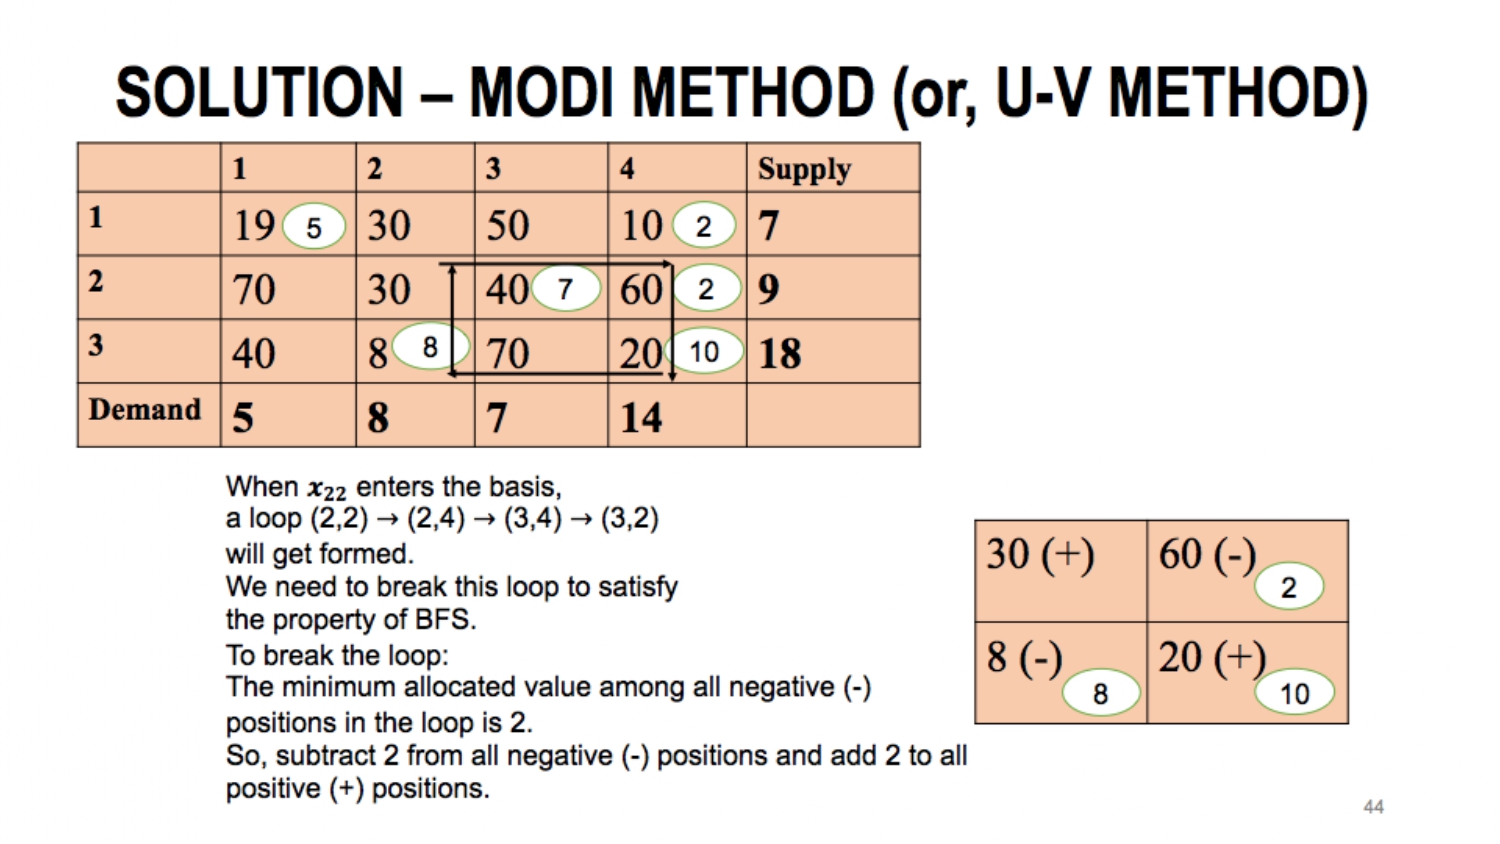 SOLUTION – MODI METHOD (or, U-V METHOD)
1 2 3 4 Supply
1 19 5 30 50 10 2 7
2 70 30 40 7 60 2 9
3 40 8 8 70 20 10 18
Demand 5 8 7 14
When x₂₂ enters the basis,
a loop (2,2) → (2,4) → (3,4) → (3,2)
will get formed.
We need to break this loop to satisfy
the property of BFS.
To break the loop:
The minimum allocated value among all negative (-)
positions in the loop is 2.
So, subtract 2 from all negative (-) positions and add 2 to all
positive (+) positions.
30 (+) 60 (-) 2
8 (-) 8 20 (+) 10
44